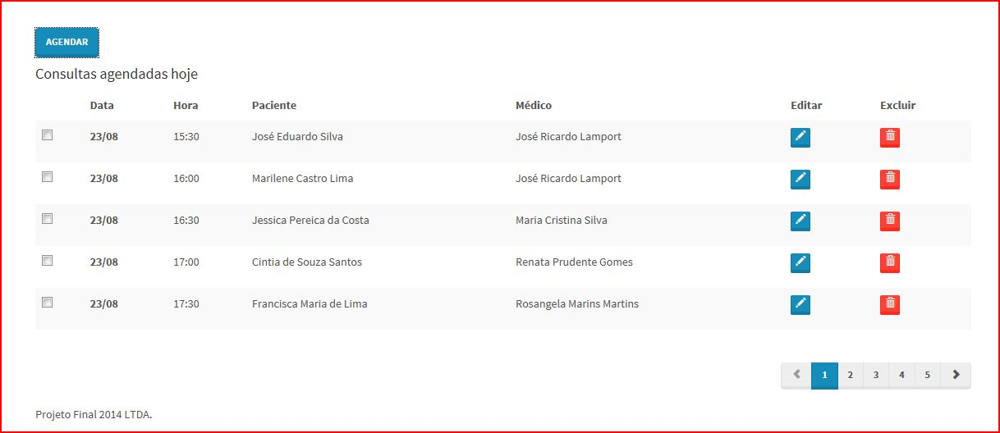 AGENDAR
Consultas agendadas hoje
Data Hora Paciente Médico Editar Excluir
23/08 15:30 José Eduardo Silva José Ricardo Lamport
23/08 16:00 Marilene Castro Lima José Ricardo Lamport
23/08 16:30 Jessica Pereica da Costa Maria Cristina Silva
23/08 17:00 Cintia de Souza Santos Renata Prudente Gomes
23/08 17:30 Francisca Maria de Lima Rosangela Marins Martins
1 2 3 4 5
Projeto Final 2014 LTDA.